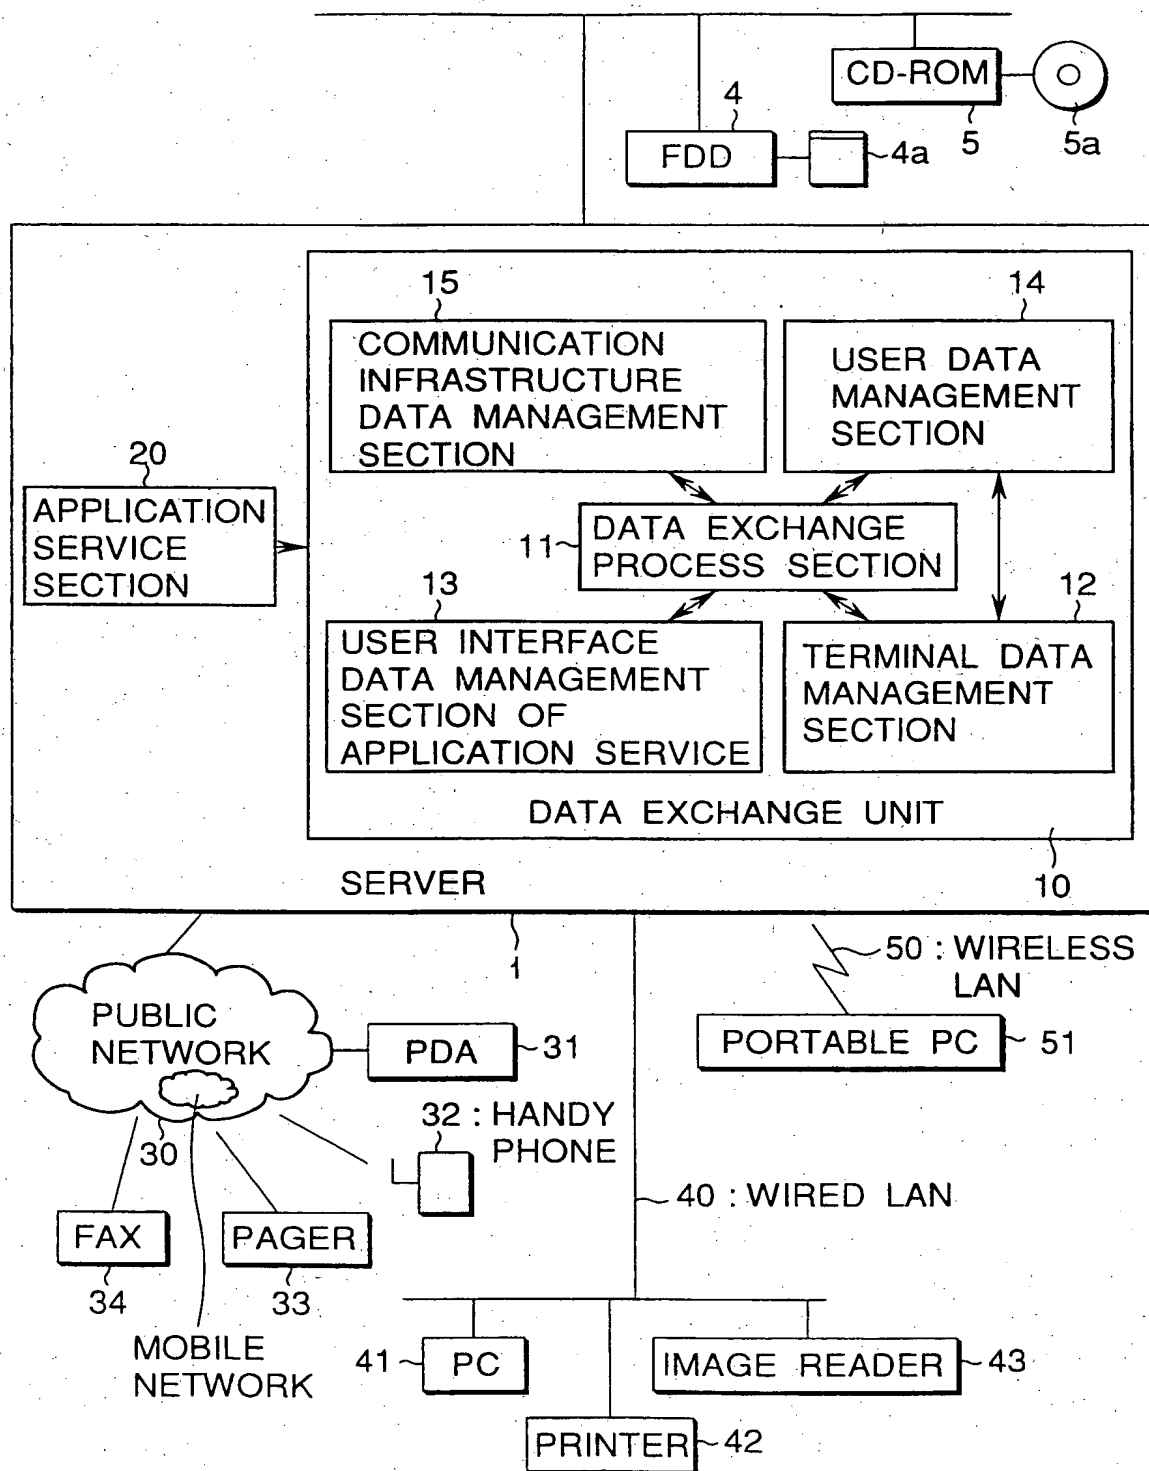 CD-ROM
5
5a
4
FDD
4a
15
COMMUNICATION
INFRASTRUCTURE
DATA MANAGEMENT
SECTION
14
USER DATA
MANAGEMENT
SECTION
20
APPLICATION
SERVICE
SECTION
11
DATA EXCHANGE
PROCESS SECTION
13
USER INTERFACE
DATA MANAGEMENT
SECTION OF
APPLICATION SERVICE
12
TERMINAL DATA
MANAGEMENT
SECTION
DATA EXCHANGE UNIT
10
SERVER
1
50 : WIRELESS
LAN
PUBLIC
NETWORK
30
PDA
31
PORTABLE PC
51
32 : HANDY
PHONE
40 : WIRED LAN
FAX
34
PAGER
33
MOBILE
NETWORK
41
PC
IMAGE READER
43
PRINTER
42